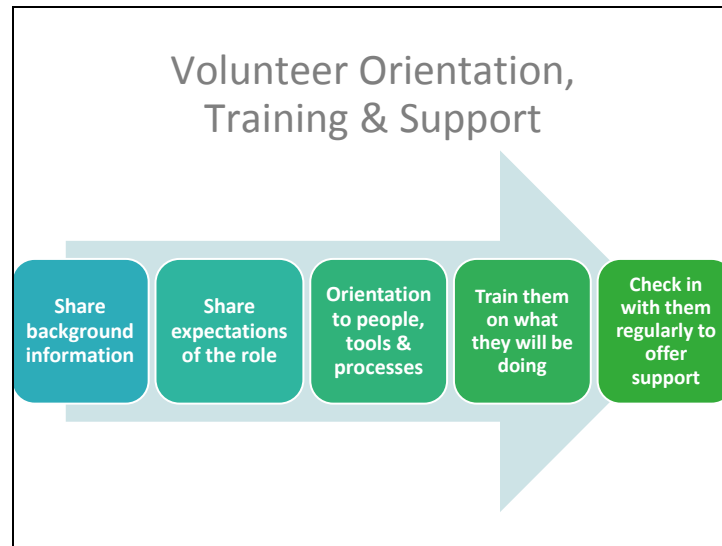 Volunteer Orientation,
Training & Support
Share
background
information
Share
expectations
of the role
Orientation
to people,
tools &
processes
Train them
on what
they will be
doing
Check in
with them
regularly to
offer
support